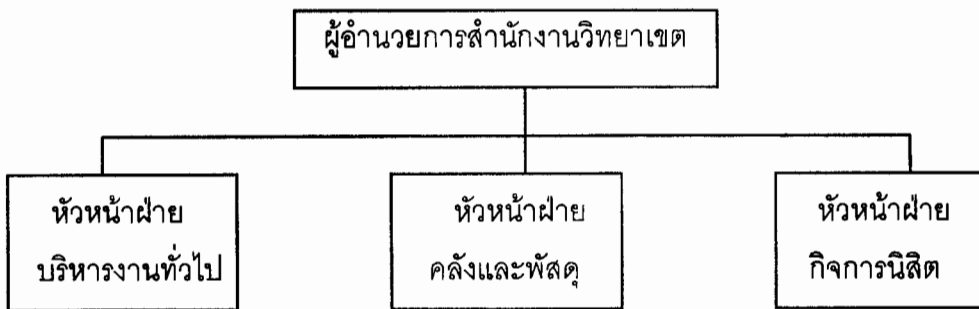 ผู้อำนวยการสำนักงานวิทยาเขต
หัวหน้าฝ่าย
บริหารงานทั่วไป
หัวหน้าฝ่าย
คลังและพัสดุ
หัวหน้าฝ่าย
กิจการนิสิต